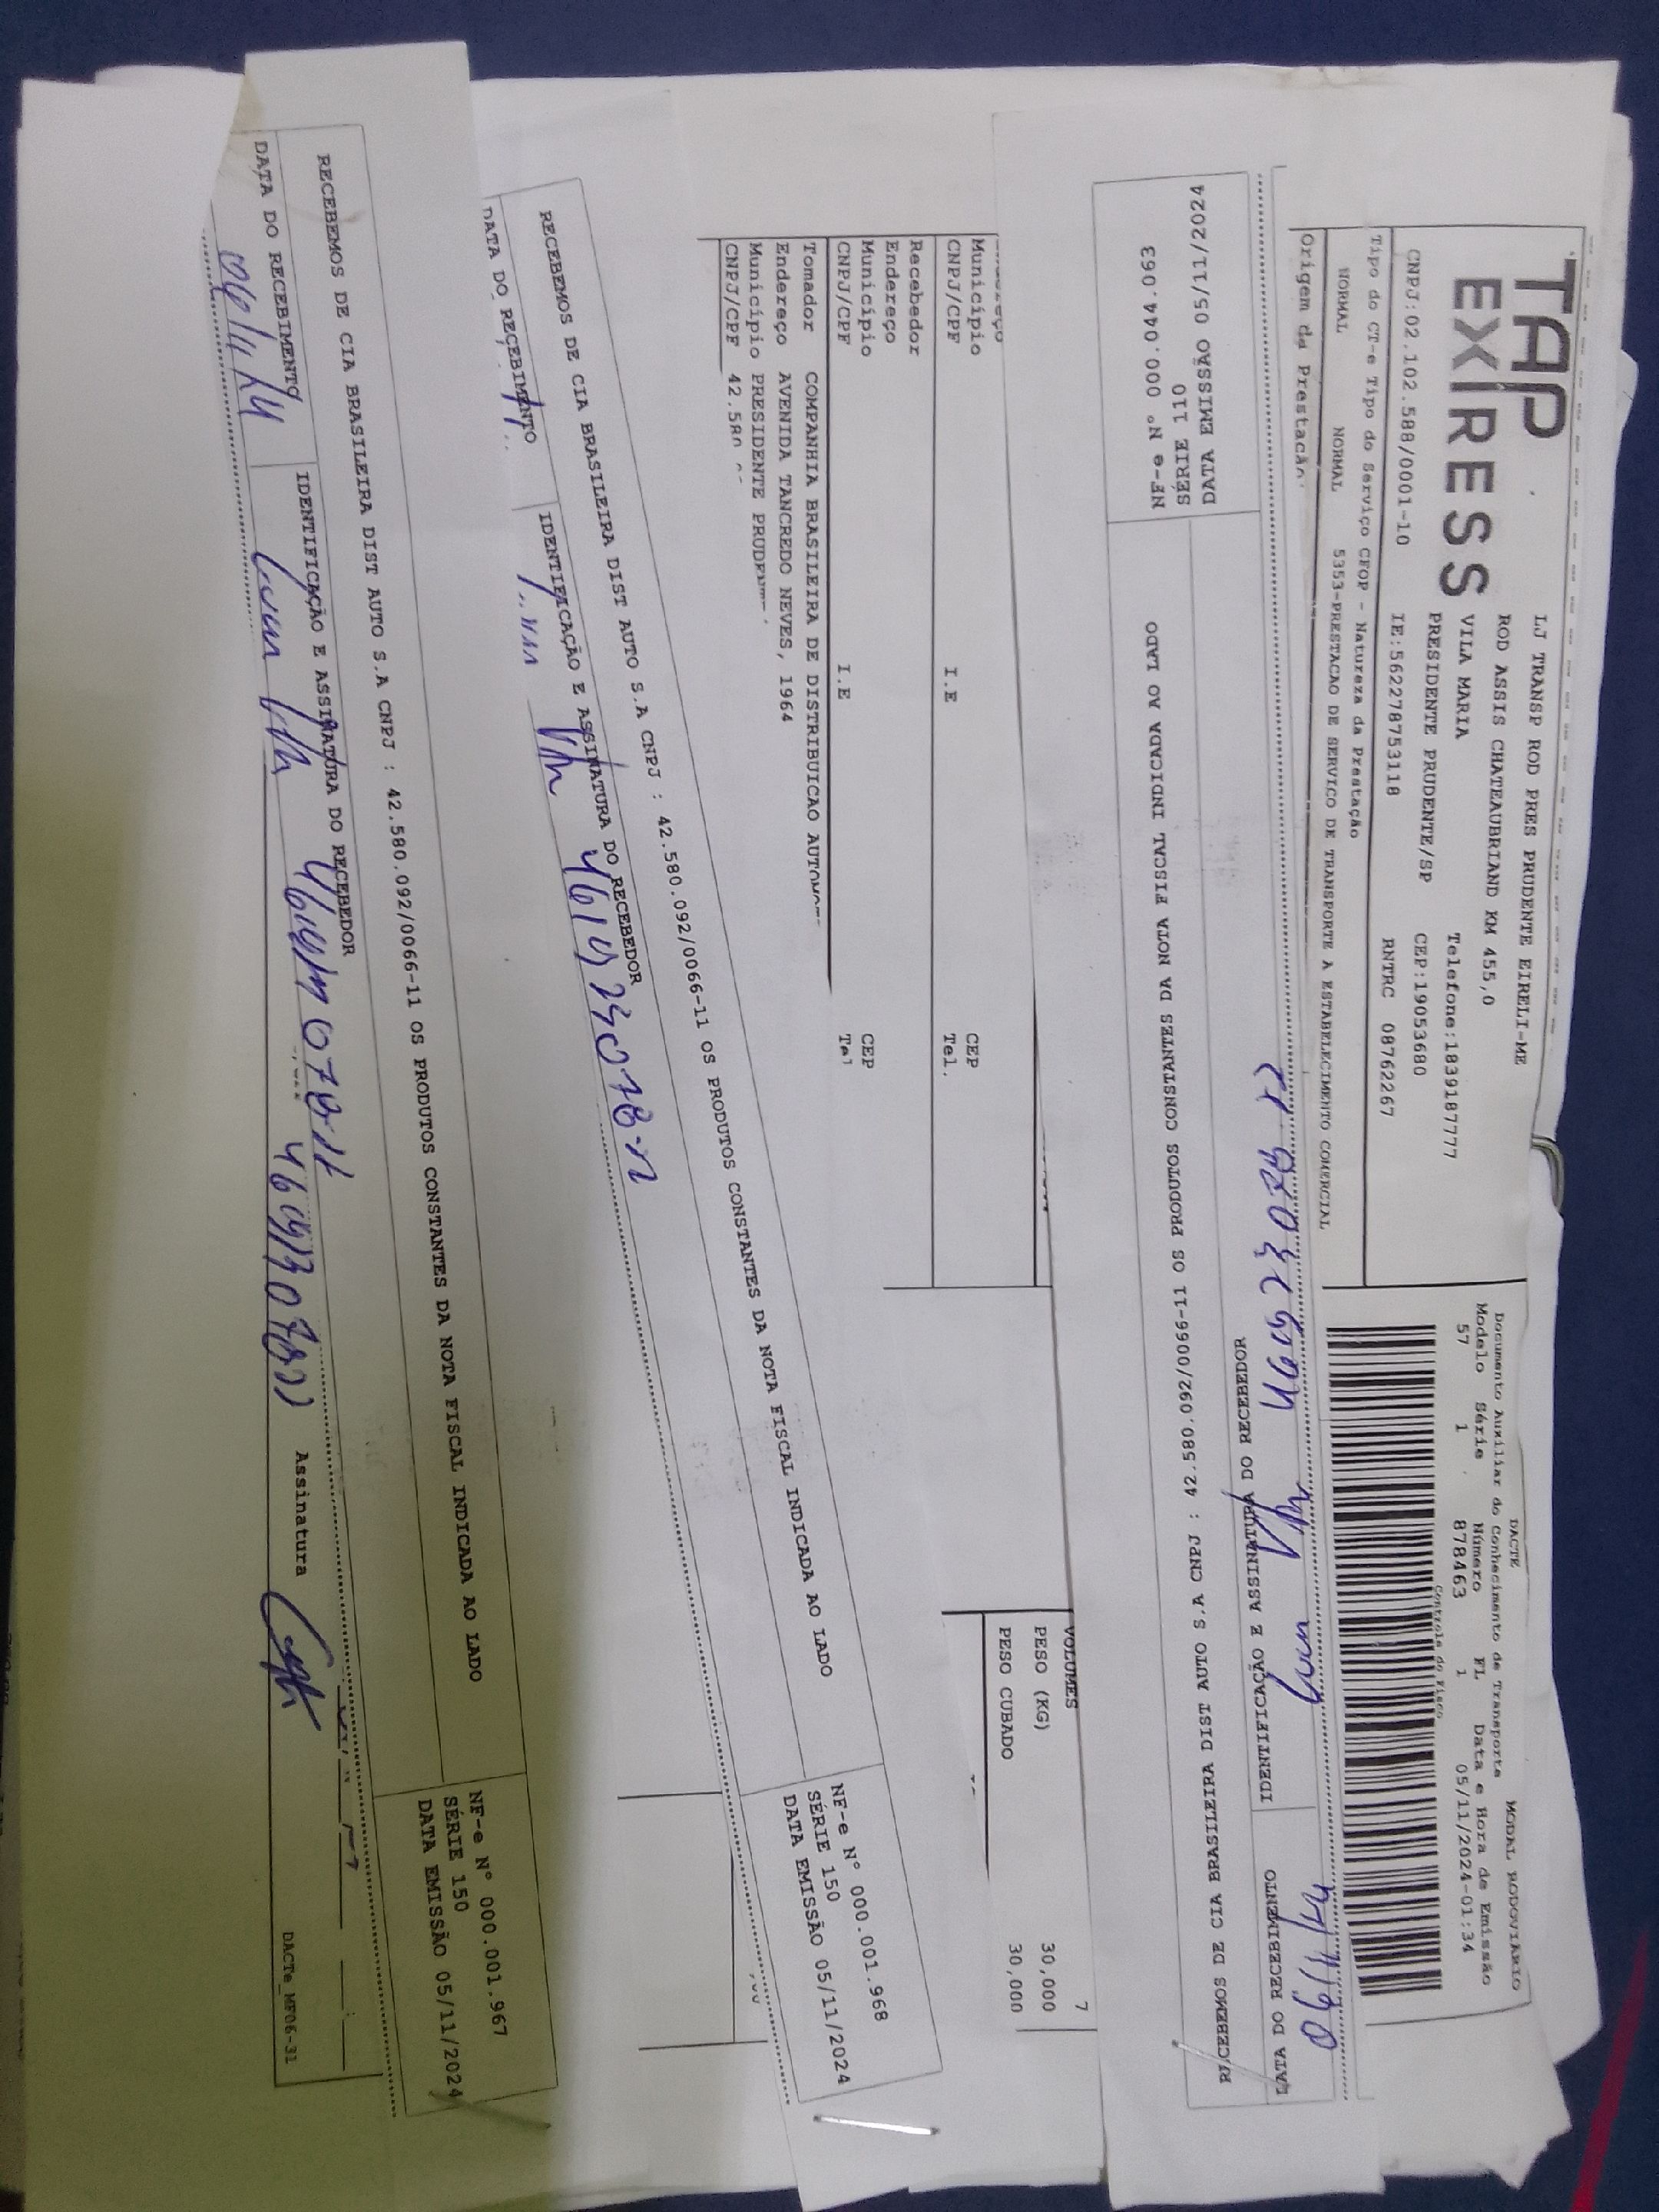 TAP
EXPRESS
LJ TRANSP ROD PRES PRUDENTE EIRELI-ME
ROD ASSIS CHATEAUBRIAND KM 455,0
VILA MARIA
Telefone:1839187777
PRESIDENTE PRUDENTE/SP
CEP:19053680
CNPJ:02.102.588/0001-10
IE:562278753118
RNTRC 08762267
DACTE
MODAL RODOVIÁRIO
Documento Auxiliar do Conhecimento de Transporte
Modelo Série Número FL Data e Hora de Emissão
57 1 878463 1 05/11/2024-01:34
Controle do Fisco
Tipo do CT-e Tipo do Serviço CFOP - Natureza da Prestação
NORMAL NORMAL 5353-PRESTACAO DE SERVICO DE TRANSPORTE A ESTABELECIMENTO COMERCIAL
Origem da Prestação
NF-e N° 000.044.063
SÉRIE 110
DATA EMISSÃO 05/11/2024
RECEBEMOS DE CIA BRASILEIRA DIST AUTO S.A CNPJ : 42.580.092/0066-11 OS PRODUTOS CONSTANTES DA NOTA FISCAL INDICADA AO LADO
DATA DO RECEBIMENTO
IDENTIFICAÇÃO E ASSINATURA DO RECEBEDOR
06/11/24
VOLUMES 7
PESO (KG) 30,000
PESO CUBADO 30,000
Município CEP
CNPJ/CPF I.E Tel.
Recebedor
Endereço
Município CEP
CNPJ/CPF I.E
Tomador COMPANHIA BRASILEIRA DE DISTRIBUICAO
Endereço AVENIDA TANCREDO NEVES, 1964
Município PRESIDENTE
CNPJ/CPF 42.580
RECEBEMOS DE CIA BRASILEIRA DIST AUTO S.A CNPJ : 42.580.092/0066-11 OS PRODUTOS CONSTANTES DA NOTA FISCAL INDICADA AO LADO
NF-e N° 000.001.968
SÉRIE 150
DATA EMISSÃO 05/11/2024
DATA DO RECEBIMENTO
IDENTIFICAÇÃO E ASSINATURA DO RECEBEDOR
RECEBEMOS DE CIA BRASILEIRA DIST AUTO S.A CNPJ : 42.580.092/0066-11 OS PRODUTOS CONSTANTES DA NOTA FISCAL INDICADA AO LADO
NF-e N° 000.001.967
SÉRIE 150
DATA EMISSÃO 05/11/2024
DATA DO RECEBIMENTO
IDENTIFICAÇÃO E ASSINATURA DO RECEBEDOR
06/11/24
Assinatura
DACTe_MF06-31